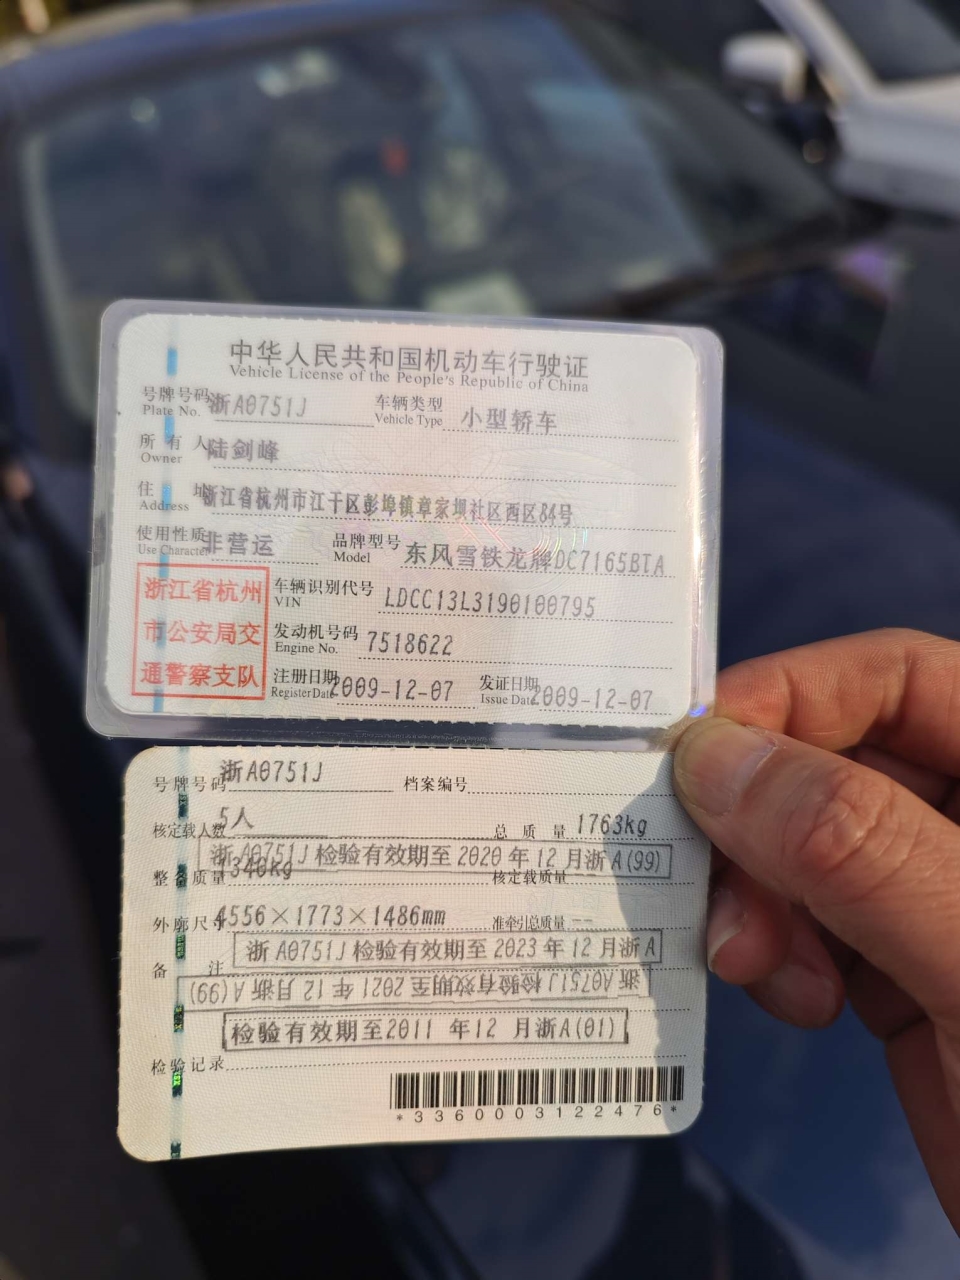 中华人民共和国机动车行驶证
Vehicle License of the People's Republic of China
号牌号码 浙A0751J 车辆类型 小型轿车
Plate No. Vehicle Type
所有人 陆剑峰
Owner
住址 浙江省杭州市江干区彭埠镇章家坝社区西区84号
Address
使用性质 非营运 品牌型号 东风雪铁龙牌DC7165BTA
Use Character Model
浙江省杭州
市公安局交
通警察支队
车辆识别代号 LDCC13L3190100795
VIN
发动机号码 7518622
Engine No.
注册日期 2009-12-07 发证日期 2009-12-07
Register Date Issue Date
号牌号码 浙A0751J 档案编号
核定载人数 5人 总质量 1763kg
浙A0751J检验有效期至2020年12月浙A(99)
整备质量 1340kg 核定载质量 --
外廓尺寸 4556×1773×1486mm 准牵引总质量 --
浙A0751J检验有效期至2023年12月浙A
备注
浙A0751J检验有效期至2021年12月浙A(99)
检验有效期至2011年12月浙A(01)
检验记录
*3360003122476*